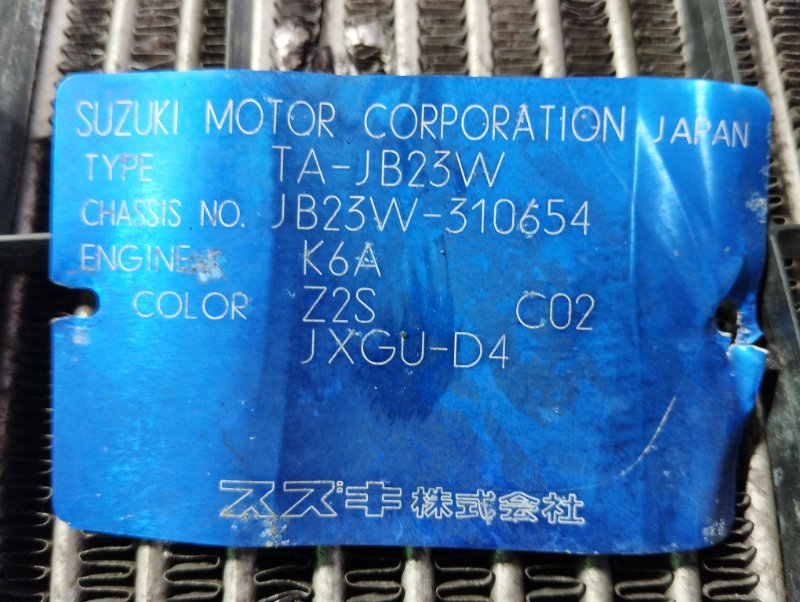 SUZUKI MOTOR CORPORATION JAPAN
TYPE TA-JB23W
CHASSIS NO. JB23W-310654
ENGINE K6A
COLOR Z2S C02
JXGU-D4
スズキ株式会社